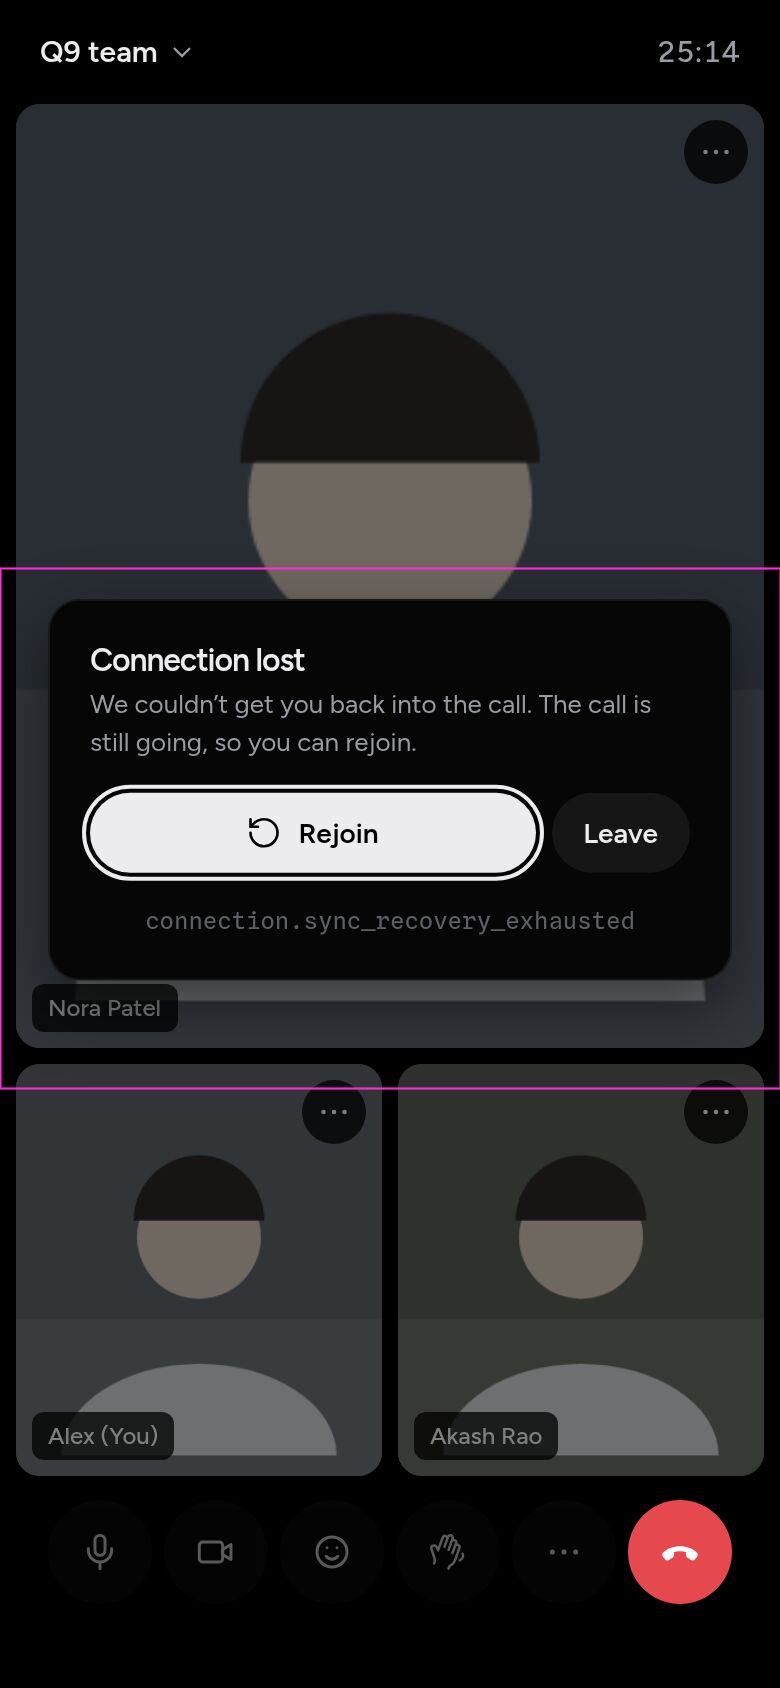 Q9 team
25:14
Connection lost
We couldn’t get you back into the call. The call is
still going, so you can rejoin.
Rejoin
Leave
connection.sync_recovery_exhausted
Nora Patel
Alex (You)
Akash Rao